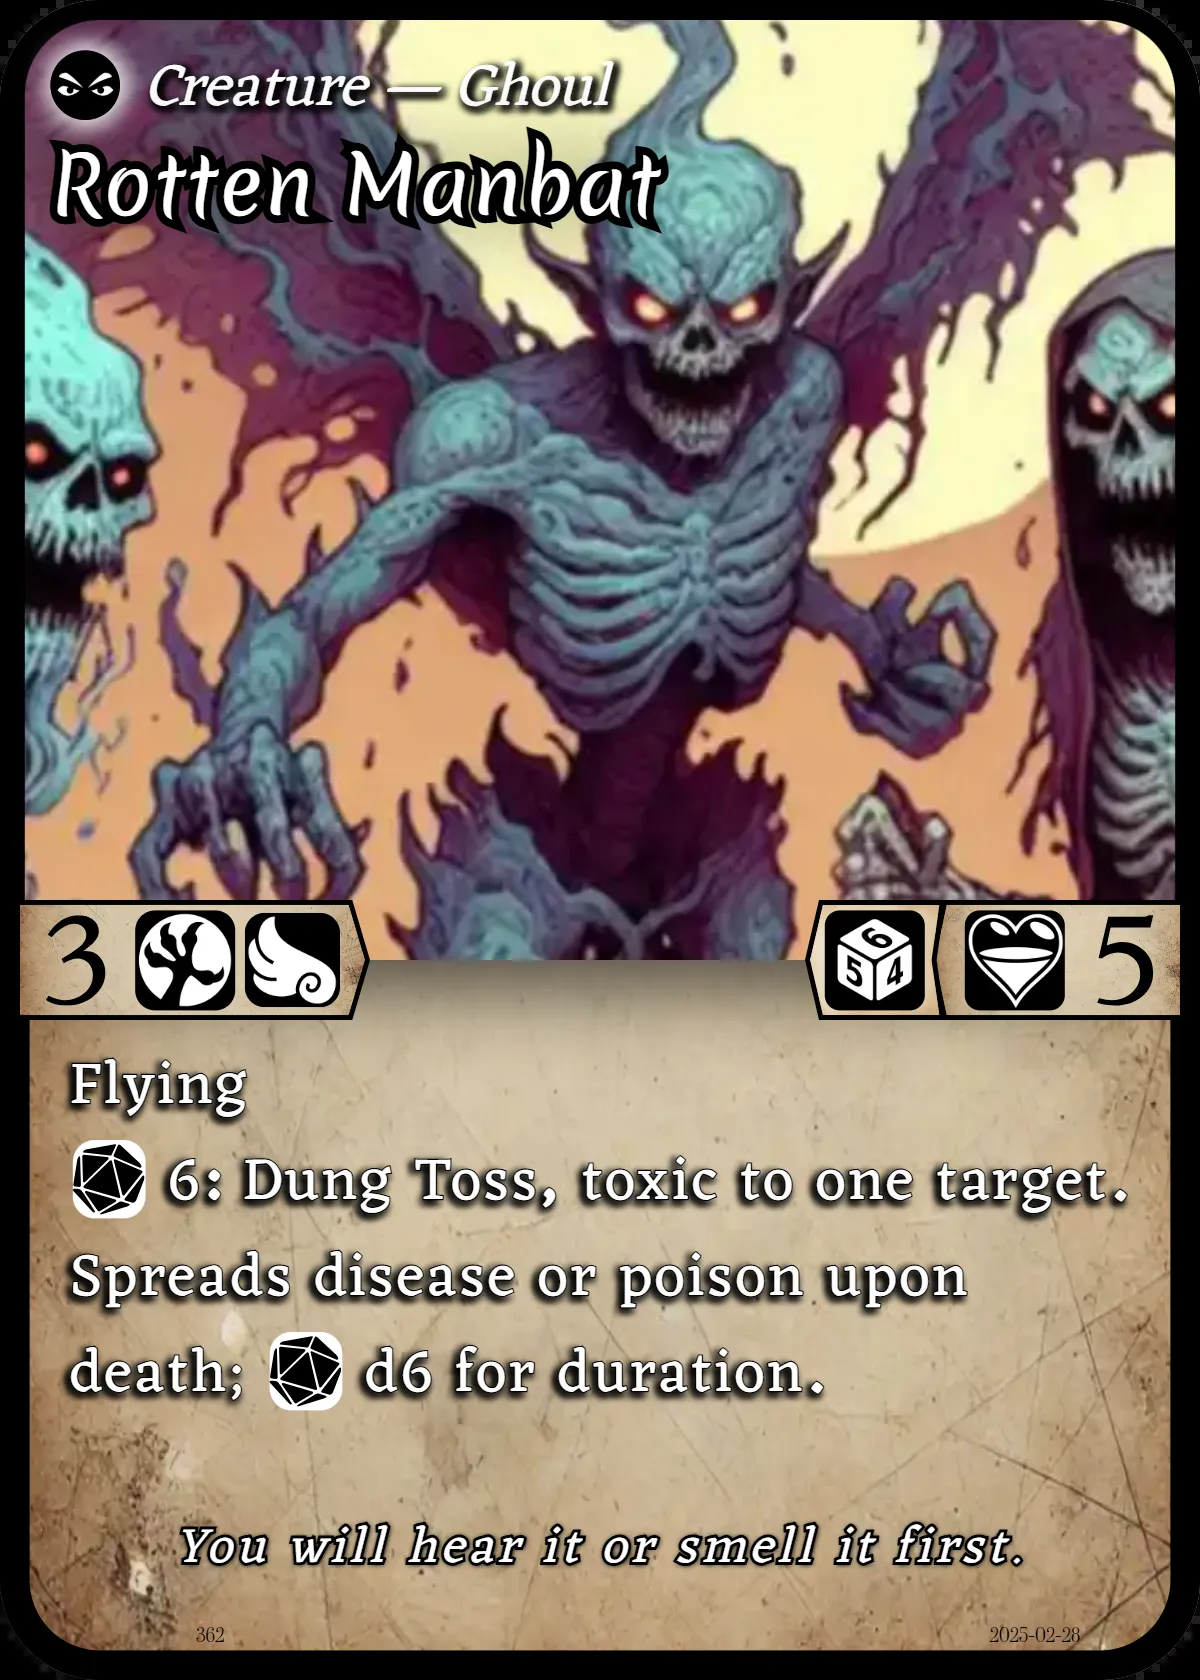 Creature — Ghoul
Rotten Manbat
3
6
5 4
5
Flying
6: Dung Toss, toxic to one target.
Spreads disease or poison upon
death; d6 for duration.
You will hear it or smell it first.
362
2025-02-28